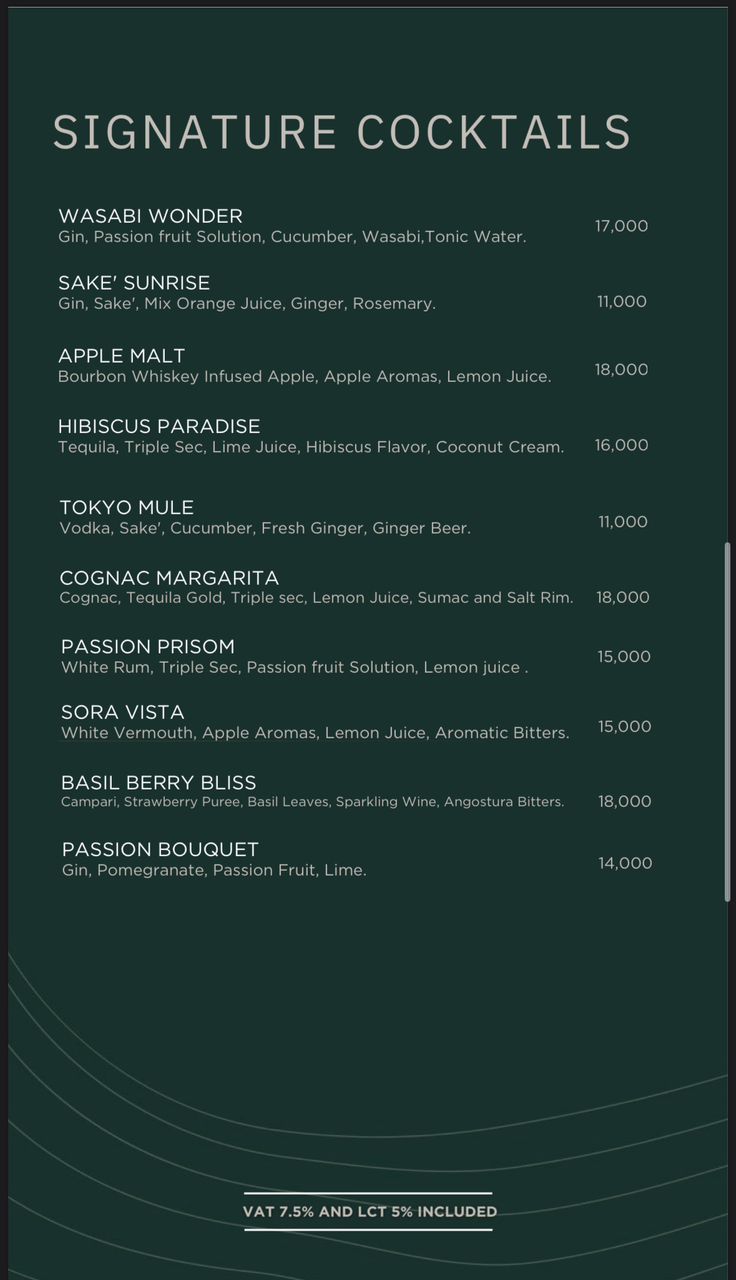 SIGNATURE COCKTAILS
WASABI WONDER
Gin, Passion fruit Solution, Cucumber, Wasabi,Tonic Water.
17,000
SAKE' SUNRISE
Gin, Sake', Mix Orange Juice, Ginger, Rosemary.
11,000
APPLE MALT
Bourbon Whiskey Infused Apple, Apple Aromas, Lemon Juice.
18,000
HIBISCUS PARADISE
Tequila, Triple Sec, Lime Juice, Hibiscus Flavor, Coconut Cream.
16,000
TOKYO MULE
Vodka, Sake', Cucumber, Fresh Ginger, Ginger Beer.
11,000
COGNAC MARGARITA
Cognac, Tequila Gold, Triple sec, Lemon Juice, Sumac and Salt Rim.
18,000
PASSION PRISOM
White Rum, Triple Sec, Passion fruit Solution, Lemon juice .
15,000
SORA VISTA
White Vermouth, Apple Aromas, Lemon Juice, Aromatic Bitters.
15,000
BASIL BERRY BLISS
Campari, Strawberry Puree, Basil Leaves, Sparkling Wine, Angostura Bitters.
18,000
PASSION BOUQUET
Gin, Pomegranate, Passion Fruit, Lime.
14,000
VAT 7.5% AND LCT 5% INCLUDED